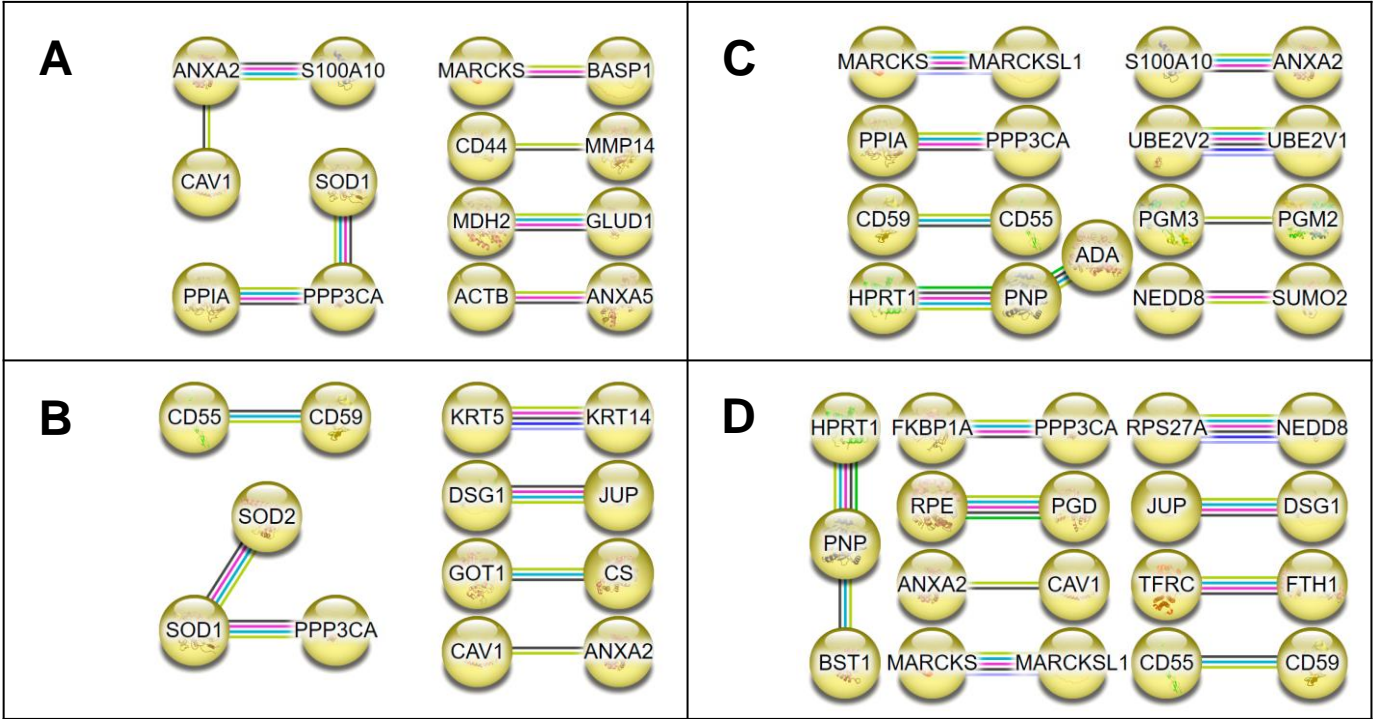 A
ANXA2 S100A10 MARCKS BASP1
CD44 MMP14
CAV1 SOD1
MDH2 GLUD1
PPIA PPP3CA ACTB ANXA5
C
MARCKS MARCKSL1 S100A10 ANXA2
PPIA PPP3CA UBE2V2 UBE2V1
CD59 CD55 PGM3 PGM2
ADA
HPRT1 PNP NEDD8 SUMO2
B
CD55 CD59 KRT5 KRT14
DSG1 JUP
SOD2
GOT1 CS
SOD1 PPP3CA
CAV1 ANXA2
D
HPRT1 FKBP1A PPP3CA RPS27A NEDD8
RPE PGD JUP DSG1
PNP
ANXA2 CAV1 TFRC FTH1
BST1 MARCKS MARCKSL1 CD55 CD59